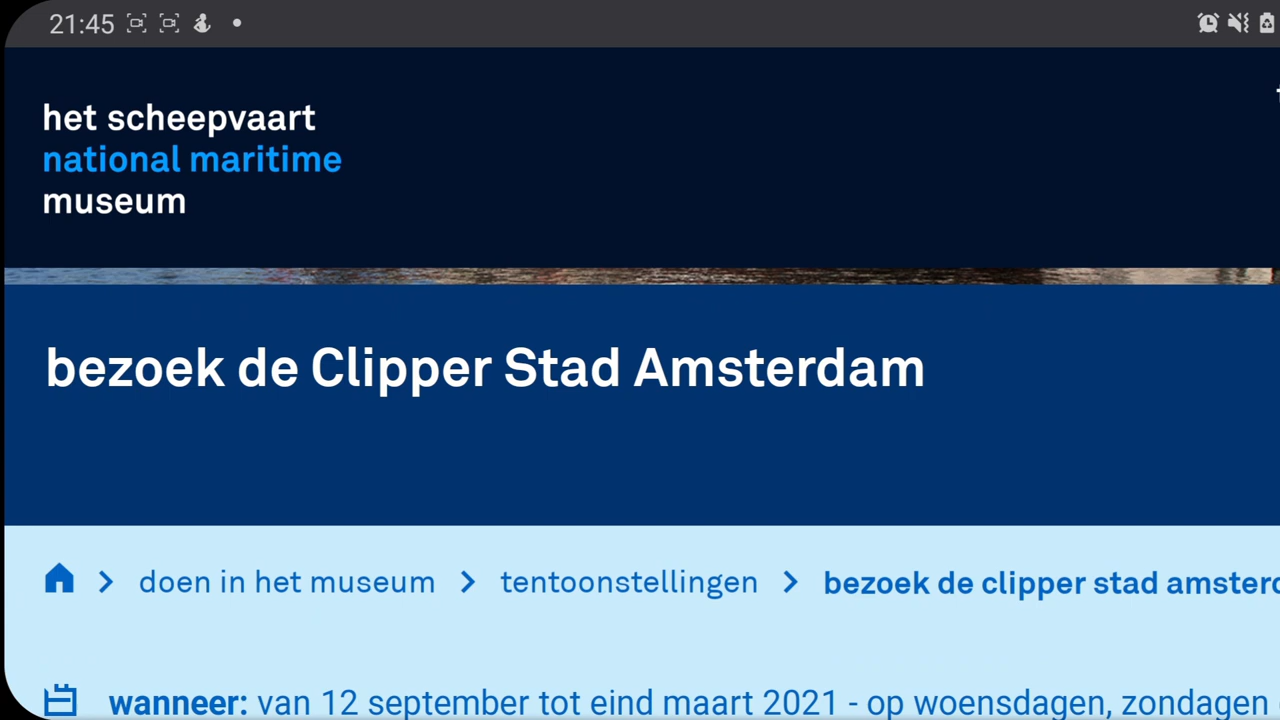 21:45
het scheepvaart
national maritime
museum
bezoek de Clipper Stad Amsterdam
doen in het museum tentoonstellingen bezoek de clipper stad
wanneer: van 12 september tot eind maart 2021 - op woensdagen, zondagen